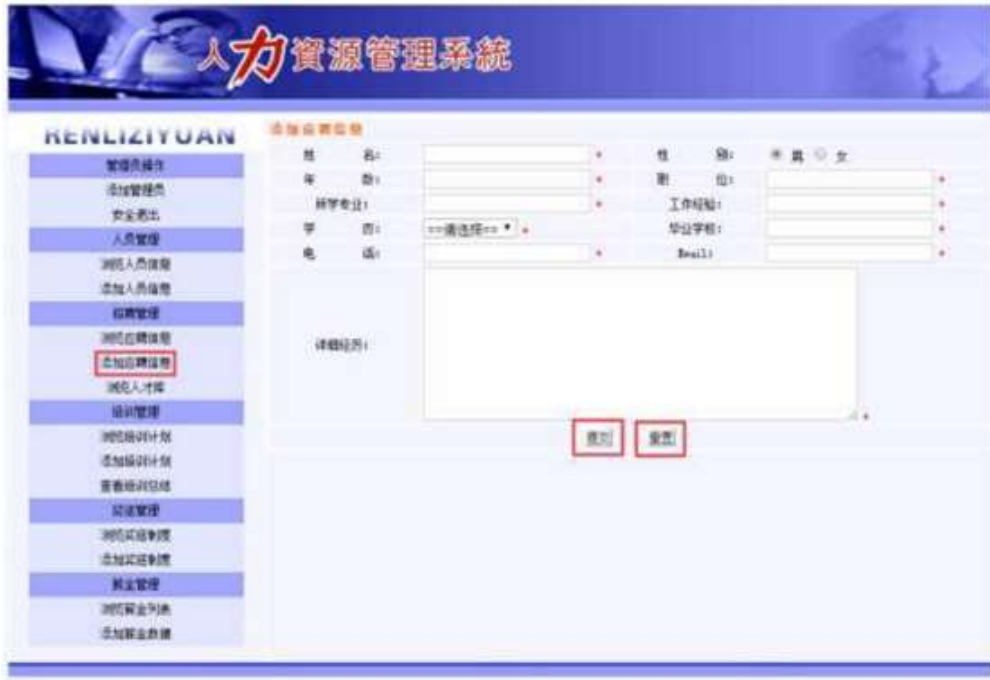 人力資源管理系統
RENLIZIYUAN
管理员操作
添加管理员
安全退出
人员管理
浏览人员信息
添加人员信息
招聘管理
浏览应聘信息
添加应聘信息
浏览人才库
培训管理
浏览培训计划
添加培训计划
查看培训总结
奖惩管理
浏览奖惩制度
添加奖惩制度
薪金管理
浏览薪金列表
添加薪金数据
添加应聘信息
姓 名: * 性 别: 男 女
年 龄: * 职 位: *
所学专业: * 工作经验:
学 历: ==请选择== * 毕业学校: *
电 话: * Email: *
详细经历: *
提交 重置